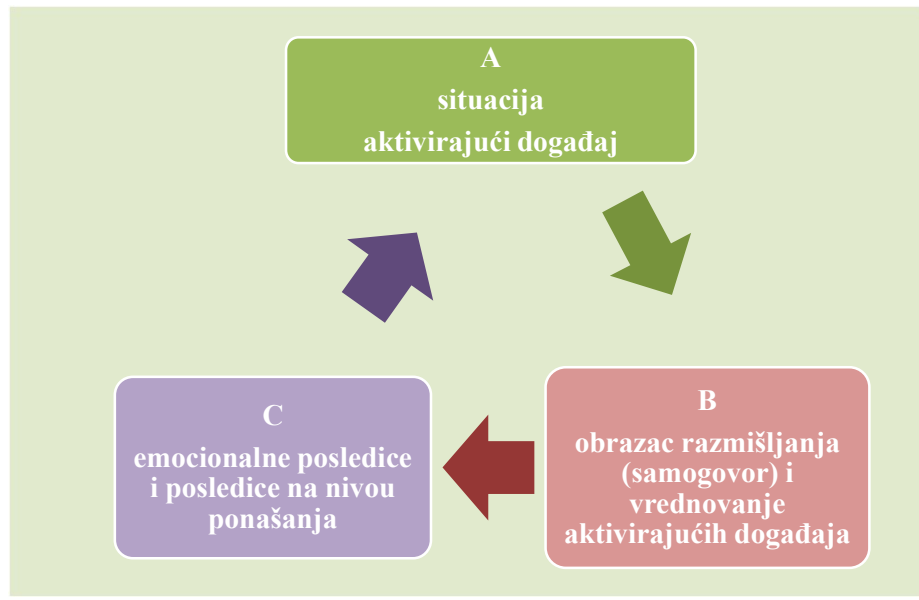 A
situacija
aktivirajući događaj
B
obrazac razmišljanja
(samogovor) i
vrednovanje
aktivirajućih događaja
C
emocionalne posledice
i posledice na nivou
ponašanja